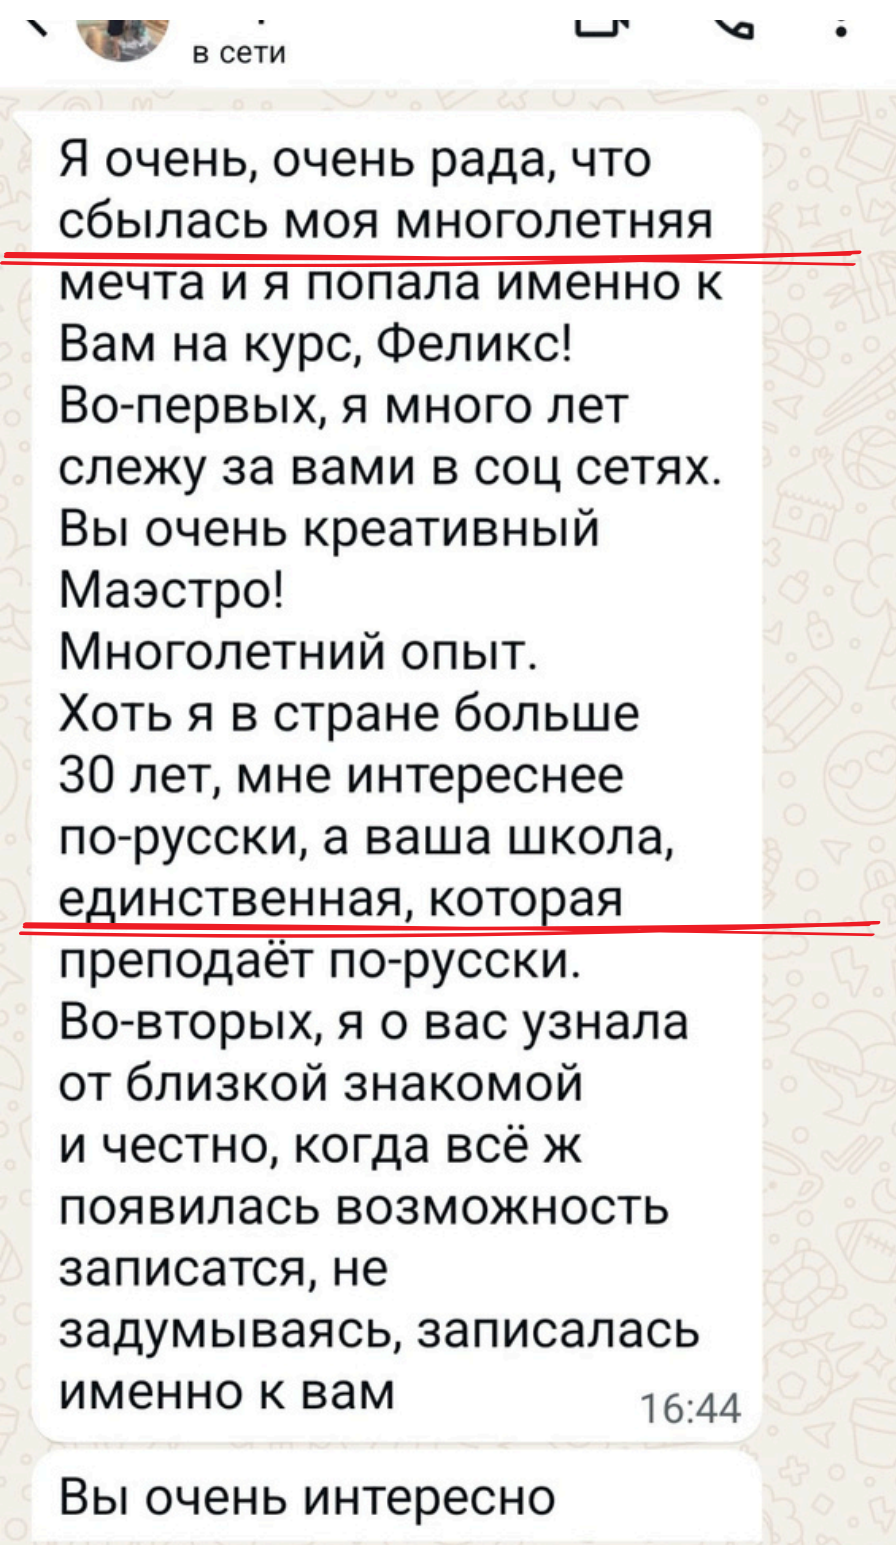 в сети
Я очень, очень рада, что
сбылась моя многолетняя
мечта и я попала именно к
Вам на курс, Феликс!
Во-первых, я много лет
слежу за вами в соц сетях.
Вы очень креативный
Маэстро!
Многолетний опыт.
Хоть я в стране больше
30 лет, мне интереснее
по-русски, а ваша школа,
единственная, которая
преподаёт по-русски.
Во-вторых, я о вас узнала
от близкой знакомой
и честно, когда всё ж
появилась возможность
записатся, не
задумываясь, записалась
именно к вам
16:44
Вы очень интересно